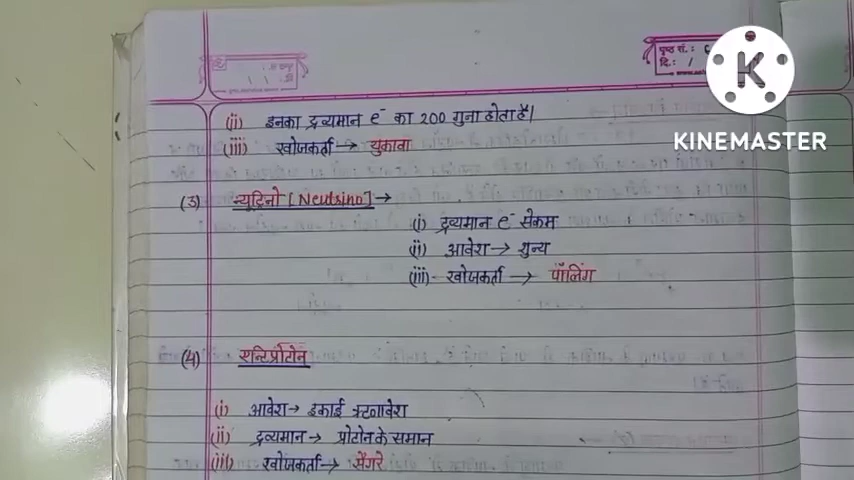 पृष्ठ सं.:
दि.: /
KINEMASTER
(ii) इनका द्रव्यमान e⁻ का 200 गुना होता है।
(iii) खोजकर्ता → युकावा
(3) न्यूट्रिनो [Neutsino] →
(i) द्रव्यमान e⁻ से कम
(ii) आवेश → शुन्य
(iii)- खोजकर्ता → पॉलिंग
(4) एन्टिप्रोटोन
(i) आवेश → इकाई ऋणावेश
(ii) द्रव्यमान → प्रोटोन के समान
(iii) खोजकर्ता → सैगरे